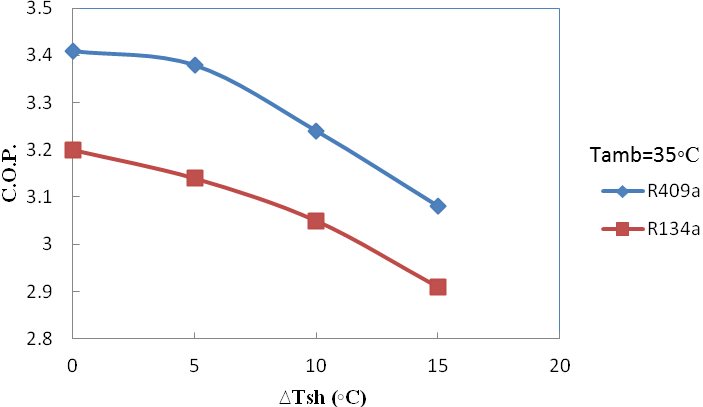 3.5
3.4
3.3
3.2
3.1
3
2.9
2.8
C.O.P.
0 5 10 15 20
∆Tsh (◦C)
Tamb=35◦C
R409a
R134a